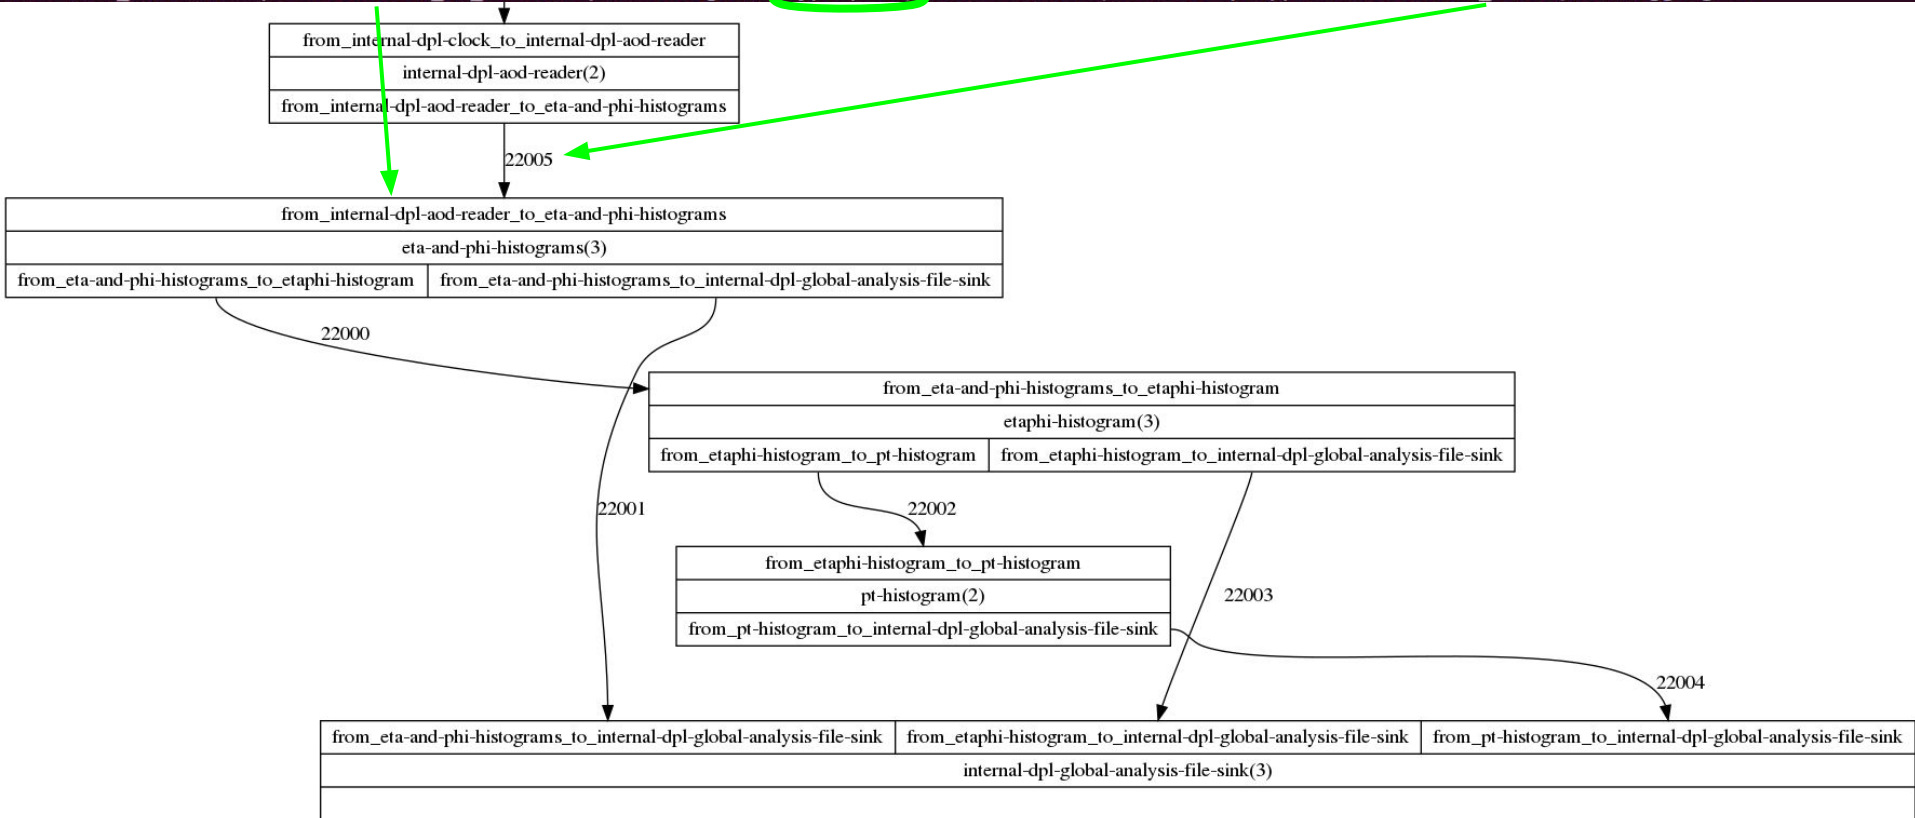 from_internal-dpl-clock_to_internal-dpl-aod-reader
internal-dpl-aod-reader(2)
from_internal-dpl-aod-reader_to_eta-and-phi-histograms
22005
from_internal-dpl-aod-reader_to_eta-and-phi-histograms
eta-and-phi-histograms(3)
from_eta-and-phi-histograms_to_etaphi-histogram
from_eta-and-phi-histograms_to_internal-dpl-global-analysis-file-sink
22000
from_eta-and-phi-histograms_to_etaphi-histogram
etaphi-histogram(3)
from_etaphi-histogram_to_pt-histogram
from_etaphi-histogram_to_internal-dpl-global-analysis-file-sink
22001
22002
from_etaphi-histogram_to_pt-histogram
pt-histogram(2)
22003
from_pt-histogram_to_internal-dpl-global-analysis-file-sink
22004
from_eta-and-phi-histograms_to_internal-dpl-global-analysis-file-sink
from_etaphi-histogram_to_internal-dpl-global-analysis-file-sink
from_pt-histogram_to_internal-dpl-global-analysis-file-sink
internal-dpl-global-analysis-file-sink(3)